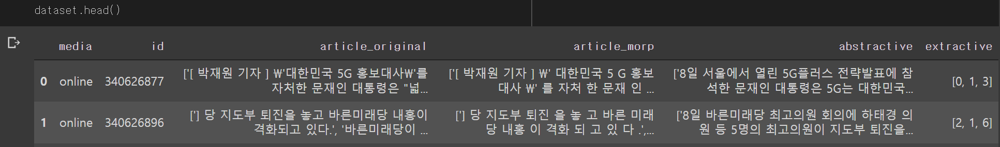 dataset.head()
media id article_original article_morp abstractive extractive
0 online 340626877 ['[ 박재원 기자 ] ₩'대한민국 5G 홍보대사₩'를 자처한 문재인 대통령은 "넓... ['[ 박재원 기자 ] ₩' 대한민국 5 G 홍보 대사 ₩' 를 자처 한 문재 인 ... ['8일 서울에서 열린 5G플러스 전략발표에 참석한 문재인 대통령은 5G는 대한민국... [0, 1, 3]
1 online 340626896 ['] 당 지도부 퇴진을 놓고 바른미래당 내홍이 격화되고 있다.', '바른미래당이 ... ['] 당 지도부 퇴진 을 놓 고 바른 미래 당 내홍 이 격화 되 고 있 다 .',... ['8일 바른미래당 최고의원 회의에 하태경 의원 등 5명의 최고의원이 지도부 퇴진을... [2, 1, 6]